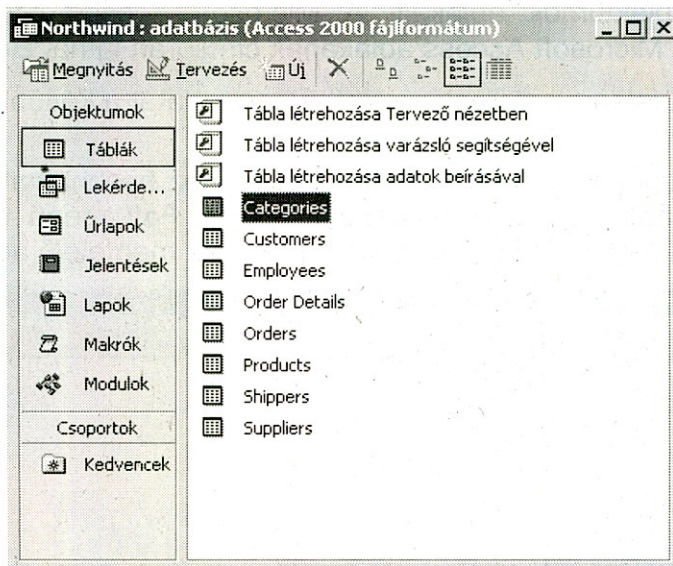 Northwind : adatbázis (Access 2000 fájlformátum)
Megnyitás Tervezés Új
Objektumok
Táblák
Lekérde...
Űrlapok
Jelentések
Lapok
Makrók
Modulok
Csoportok
Kedvencek
Tábla létrehozása Tervező nézetben
Tábla létrehozása varázsló segítségével
Tábla létrehozása adatok beírásával
Categories
Customers
Employees
Order Details
Orders
Products
Shippers
Suppliers